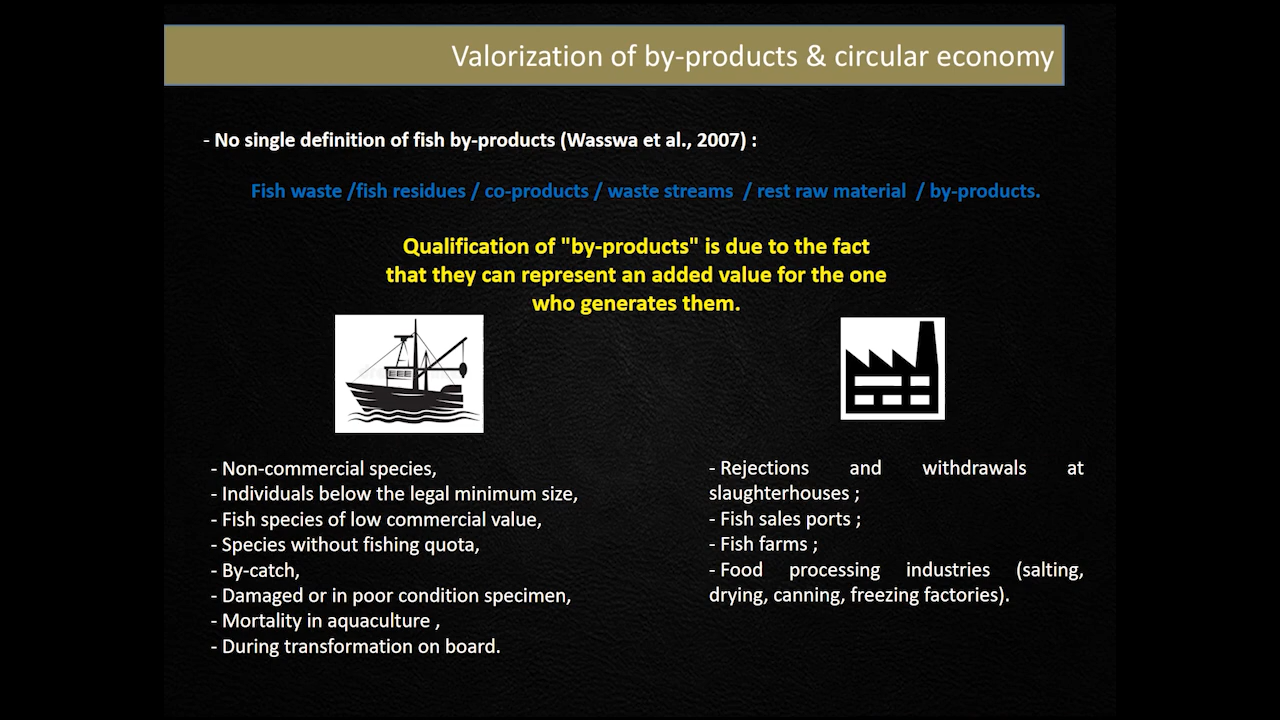 Valorization of by-products & circular economy
- No single definition of fish by-products (Wasswa et al., 2007) :
Fish waste /fish residues / co-products / waste streams / rest raw material / by-products.
Qualification of "by-products" is due to the fact
that they can represent an added value for the one
who generates them.
- Non-commercial species,
- Individuals below the legal minimum size,
- Fish species of low commercial value,
- Species without fishing quota,
- By-catch,
- Damaged or in poor condition specimen,
- Mortality in aquaculture ,
- During transformation on board.
- Rejections and withdrawals at
slaughterhouses ;
- Fish sales ports ;
- Fish farms ;
- Food processing industries (salting,
drying, canning, freezing factories).